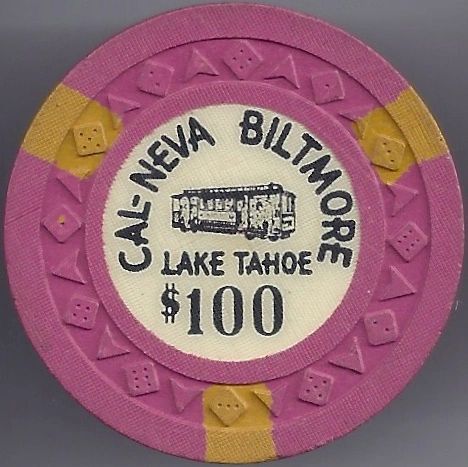 CAL-NEVA BILTMORE
LAKE TAHOE
$100